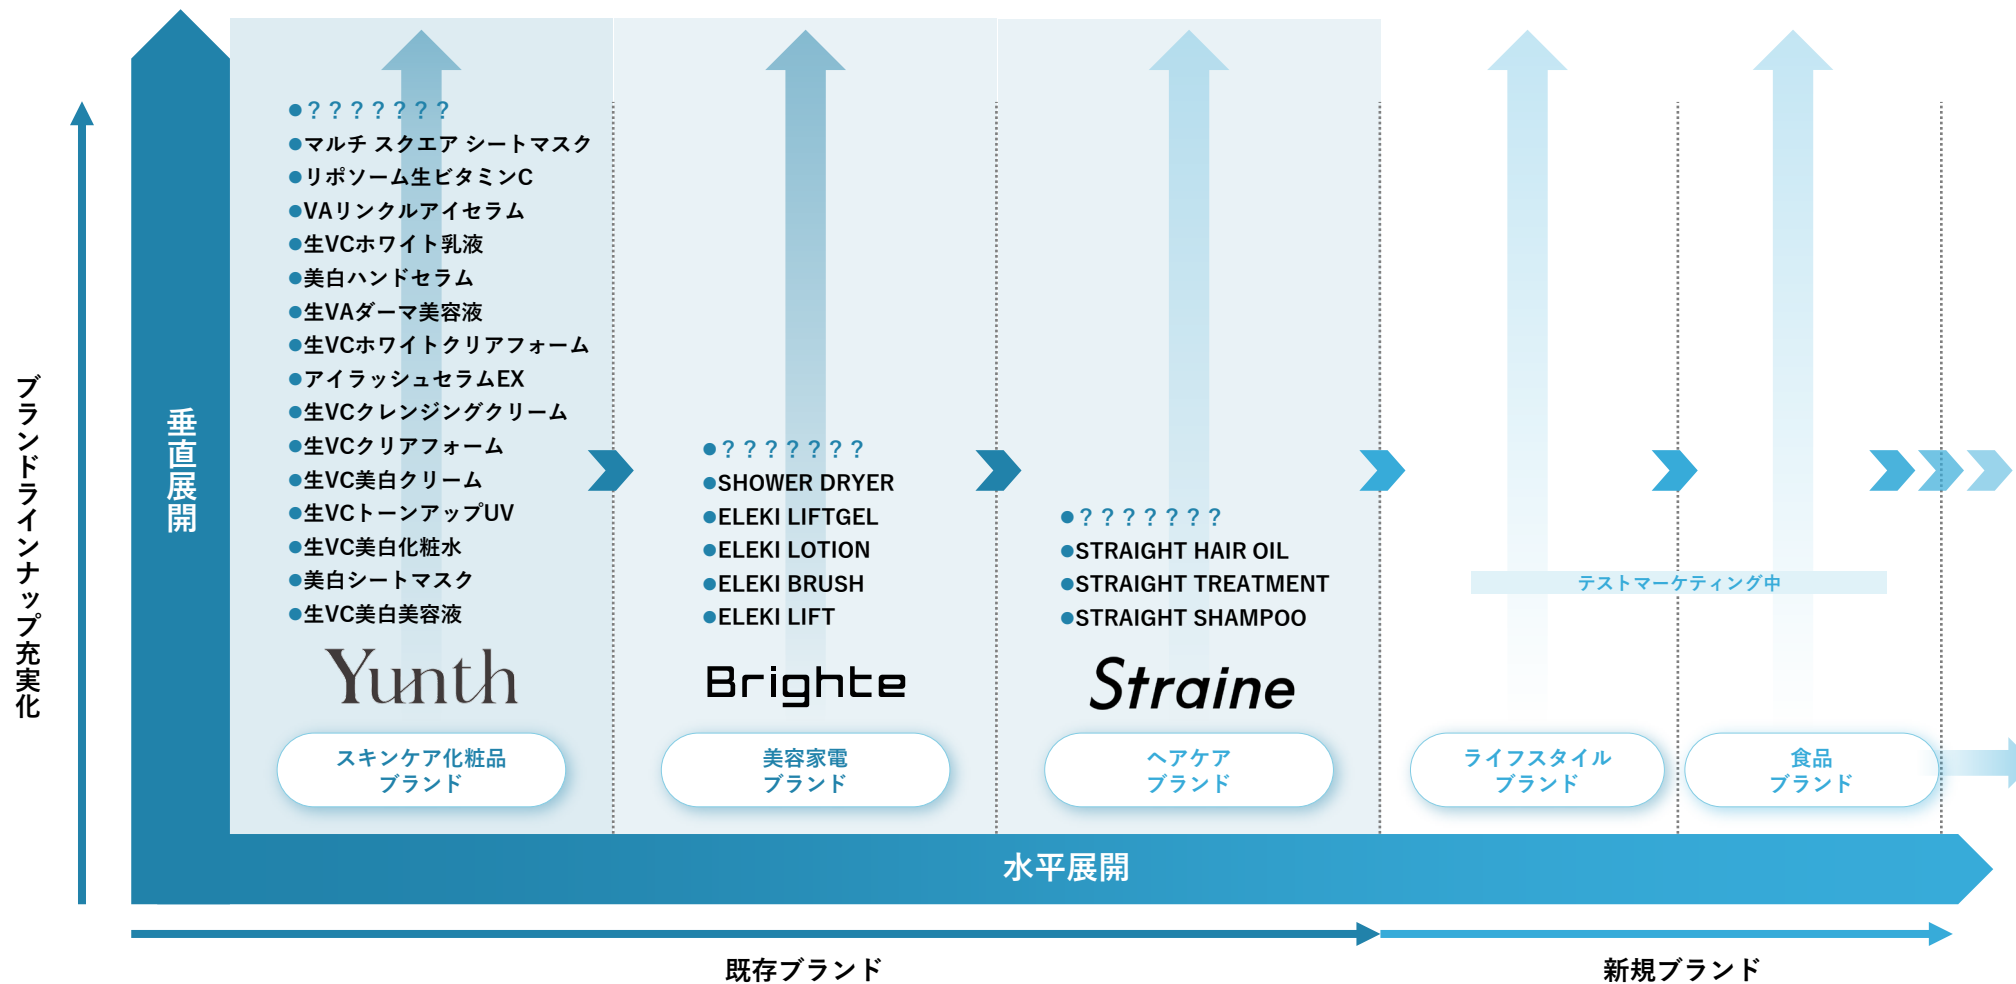 ブランドラインナップ充実化
垂直展開
●???????
●マルチ スクエア シートマスク
●リポソーム生ビタミンC
●VAリンクルアイセラム
●生VCホワイト乳液
●美白ハンドセラム
●生VAダーマ美容液
●生VCホワイトクリアフォーム
●アイラッシュセラムEX
●生VCクレンジングクリーム
●生VCクリアフォーム
●生VC美白クリーム
●生VCトーンアップUV
●生VC美白化粧水
●美白シートマスク
●生VC美白美容液
Yunth
スキンケア化粧品
ブランド
●???????
●SHOWER DRYER
●ELEKI LIFTGEL
●ELEKI LOTION
●ELEKI BRUSH
●ELEKI LIFT
Brighte
美容家電
ブランド
●???????
●STRAIGHT HAIR OIL
●STRAIGHT TREATMENT
●STRAIGHT SHAMPOO
Straine
ヘアケア
ブランド
テストマーケティング中
ライフスタイル
ブランド
食品
ブランド
水平展開
既存ブランド
新規ブランド